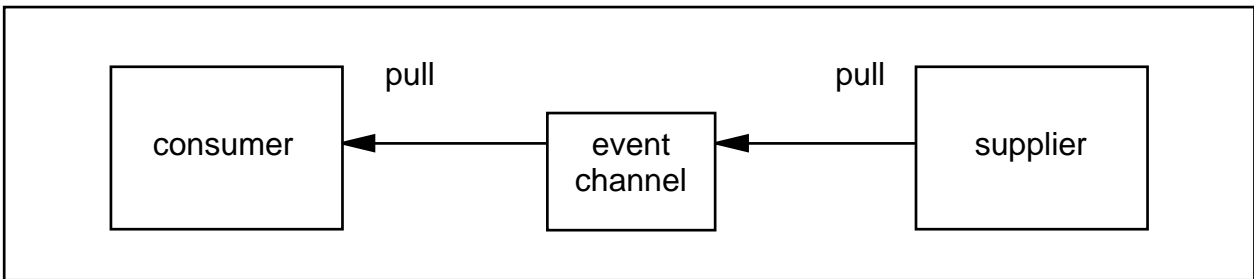 pull
pull
consumer
event
channel
supplier